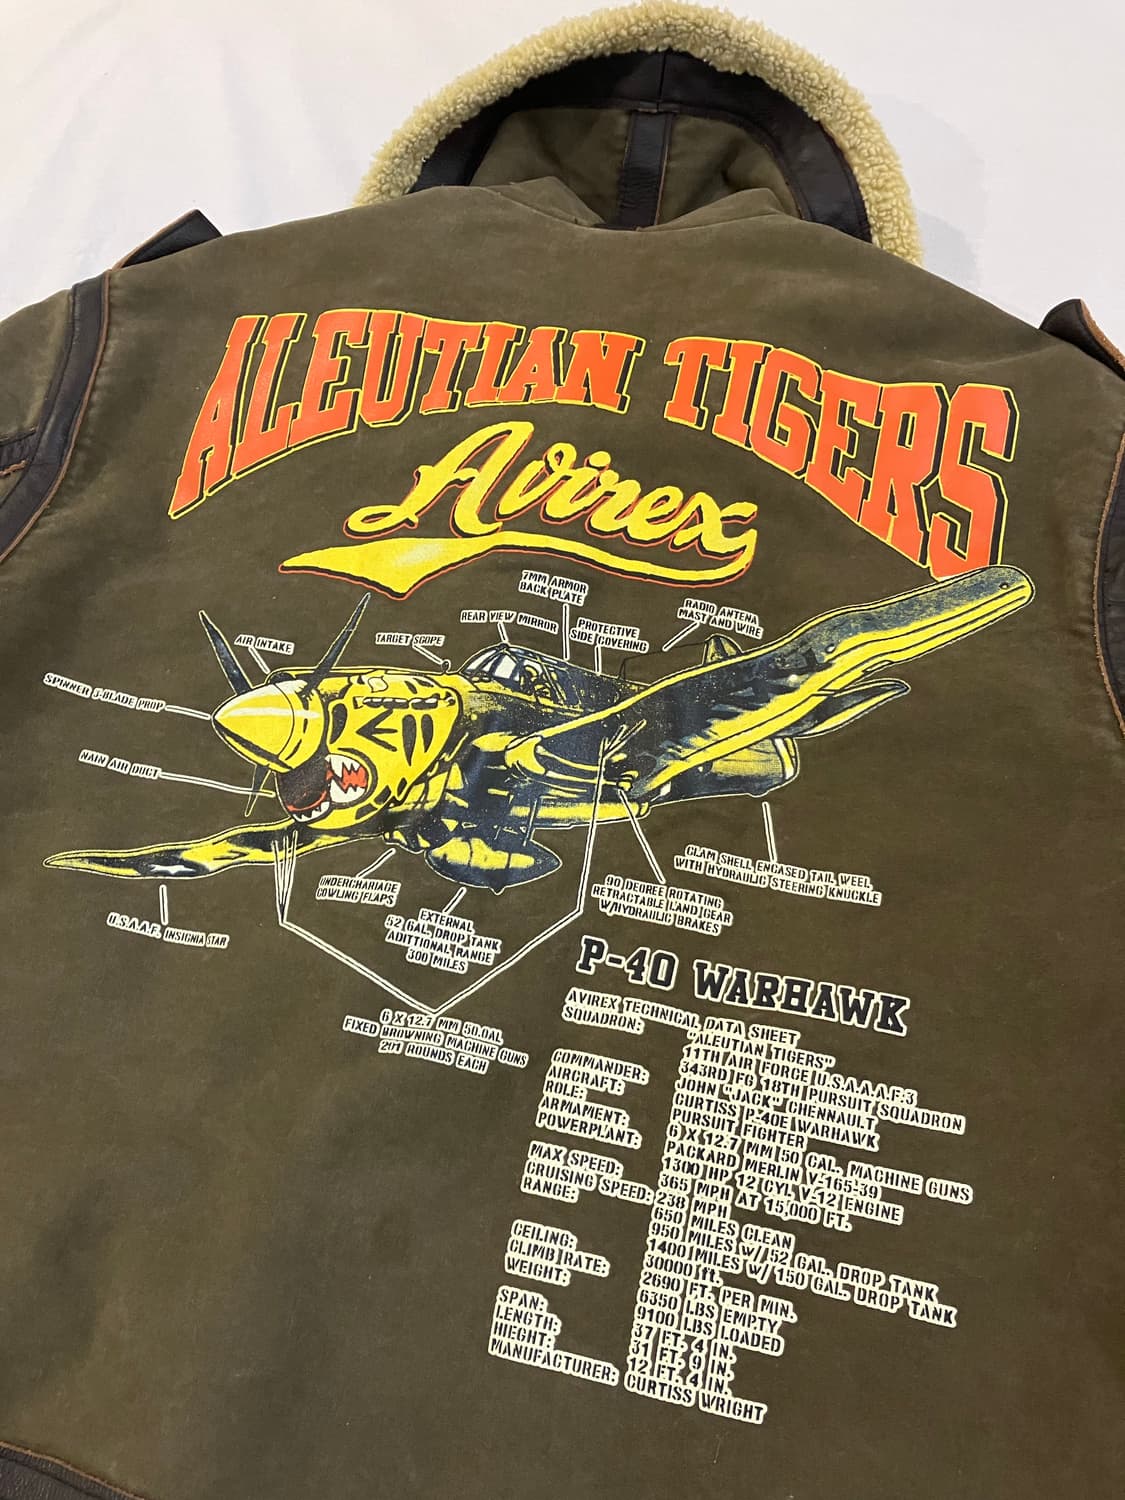 ALEUTIAN TIGERS
Avirex
7MM ARMOR
BACK PLATE
REAR VIEW MIRROR
PROTECTIVE
SIDE COVERING
RADIO ANTENA
MAST AND WIRE
AIR INTAKE
TARGET SCOPE
SPINNER 3-BLADE PROP
MAIN AIR DUCT
U.S.A.A.F. INSIGNIA STAR
UNDERCHARIAGE
COWLING FLAPS
EXTERNAL
52 GAL. DROP TANK
ADITTIONAL RANGE
300 MILES
90 DEGREE ROTATING
RETRACTABLE LAND GEAR
W/HYDRAULIC BRAKES
CLAM SHELL ENCASED TAIL WEEL
WITH HYDRAULIC STEERING KNUCKLE
6 X 12.7 MM 50.CAL
FIXED BROWNING MACHINE GUNS
201 ROUNDS EACH
P-40 WARHAWK
AVIREX TECHNICAL DATA SHEET
SQUADRON: "ALEUTIAN TIGERS"
11TH AIR FORCE U.S.A.A.A.F.3
343RD FG 18TH PURSUIT SQUADRON
COMMANDER: JOHN "JACK" CHENNAULT
AIRCRAFT: CURTISS P-40E WARHAWK
ROLE: PURSUIT FIGHTER
ARMAMENT: 6 X 12.7 MM 50 CAL. MACHINE GUNS
POWERPLANT: PACKARD MERLIN V-165-39
1300 HP 12 CYL V-12 ENGINE
MAX SPEED: 365 MPH AT 15,000 FT.
CRUISING SPEED: 238 MPH
RANGE: 650 MILES CLEAN
950 MILES W/ 52 GAL. DROP TANK
1400 MILES W/ 150 GAL. DROP TANK
CEILING: 30000 ft.
CLIMB RATE: 2690 FT. PER MIN.
WEIGHT: 6350 LBS EMPTY
9100 LBS LOADED
SPAN: 37 FT. 4 IN.
LENGTH: 31 FT. 9 IN.
HIEGHT: 12 FT. 4 IN.
MANUFACTURER: CURTISS WRIGHT